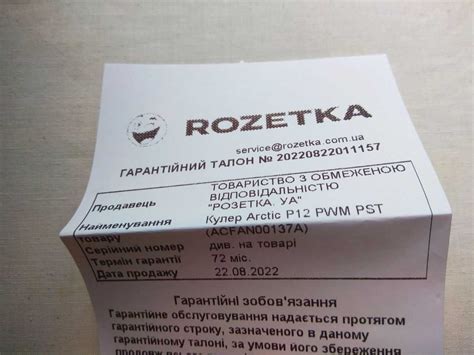 ROZETKA
service@rozetka.com.ua
ГАРАНТІЙНИЙ ТАЛОН № 20220822011157
Продавець ТОВАРИСТВО З ОБМЕЖЕНОЮ
ВІДПОВІДАЛЬНІСТЮ
"РОЗЕТКА. УА"
Найменування Кулер Arctic P12 PWM PST
товару (ACFAN00137A)
Серійний номер див. на товарі
Термін гарантії 72 міс.
Дата продажу 22.08.2022
Гарантійні зобов'язання
Гарантійне обслуговування надається протягом
гарантійного строку, зазначеного в даному
гарантійному талоні, за умови його збереження